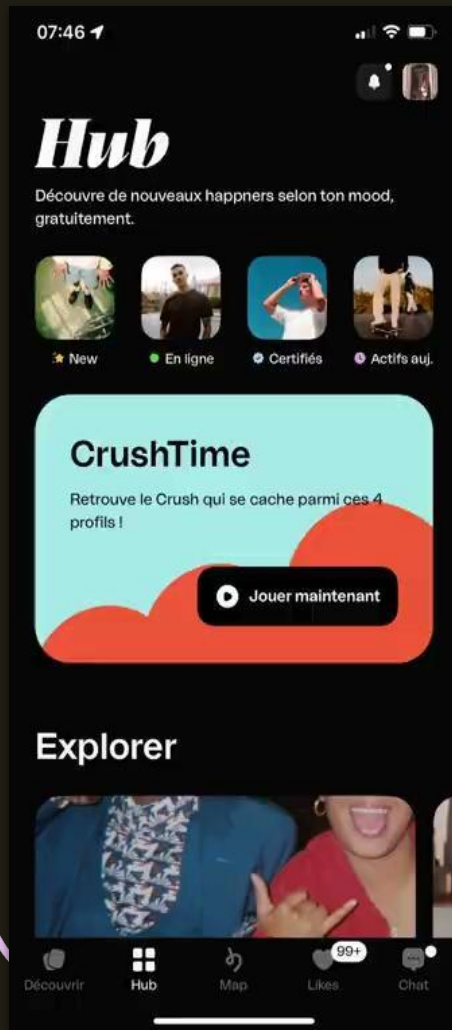 07:46
Hub
Découvre de nouveaux happners selon ton mood,
gratuitement.
New
En ligne
Certifiés
Actifs auj.
CrushTime
Retrouve le Crush qui se cache parmi ces 4
profils !
Jouer maintenant
Explorer
99+
Découvrir
Hub
Map
Likes
Chat